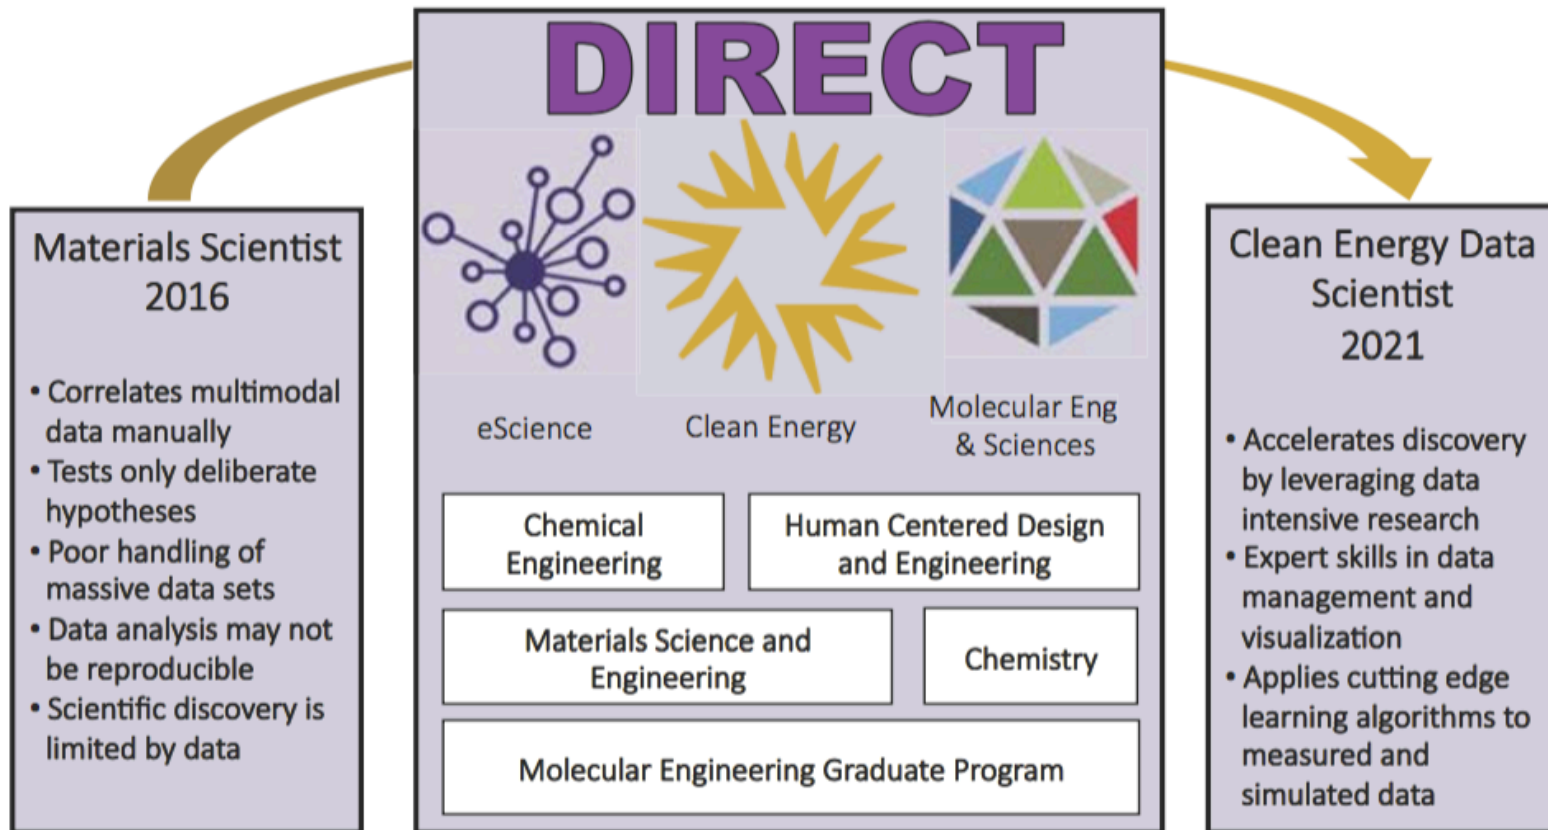 DIRECT
Materials Scientist
2016
• Correlates multimodal
data manually
• Tests only deliberate
hypotheses
• Poor handling of
massive data sets
• Data analysis may not
be reproducible
• Scientific discovery is
limited by data
eScience
Clean Energy
Molecular Eng
& Sciences
Chemical
Engineering
Human Centered Design
and Engineering
Materials Science and
Engineering
Chemistry
Molecular Engineering Graduate Program
Clean Energy Data
Scientist
2021
• Accelerates discovery
by leveraging data
intensive research
• Expert skills in data
management and
visualization
• Applies cutting edge
learning algorithms to
measured and
simulated data